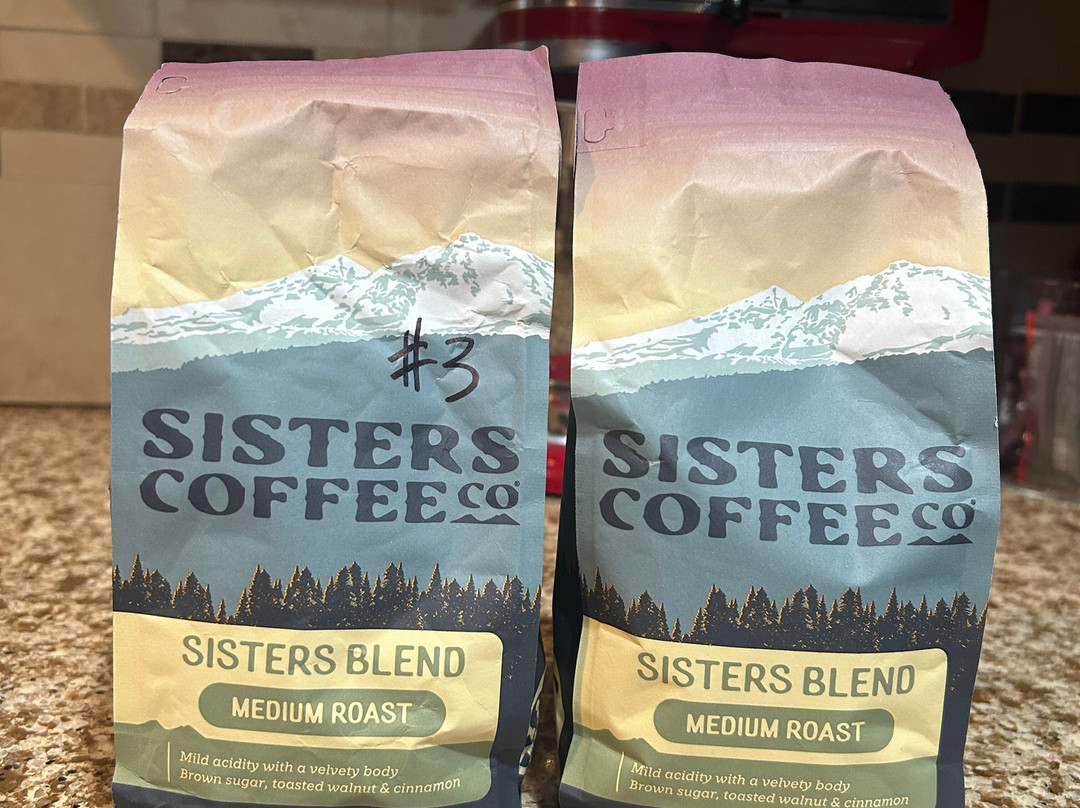 #3
SISTERS
COFFEE CO
SISTERS BLEND
MEDIUM ROAST
Mild acidity with a velvety body
Brown sugar, toasted walnut & cinnamon
SISTERS
COFFEE CO
SISTERS BLEND
MEDIUM ROAST
Mild acidity with a velvety body
Brown sugar, toasted walnut & cinnamon